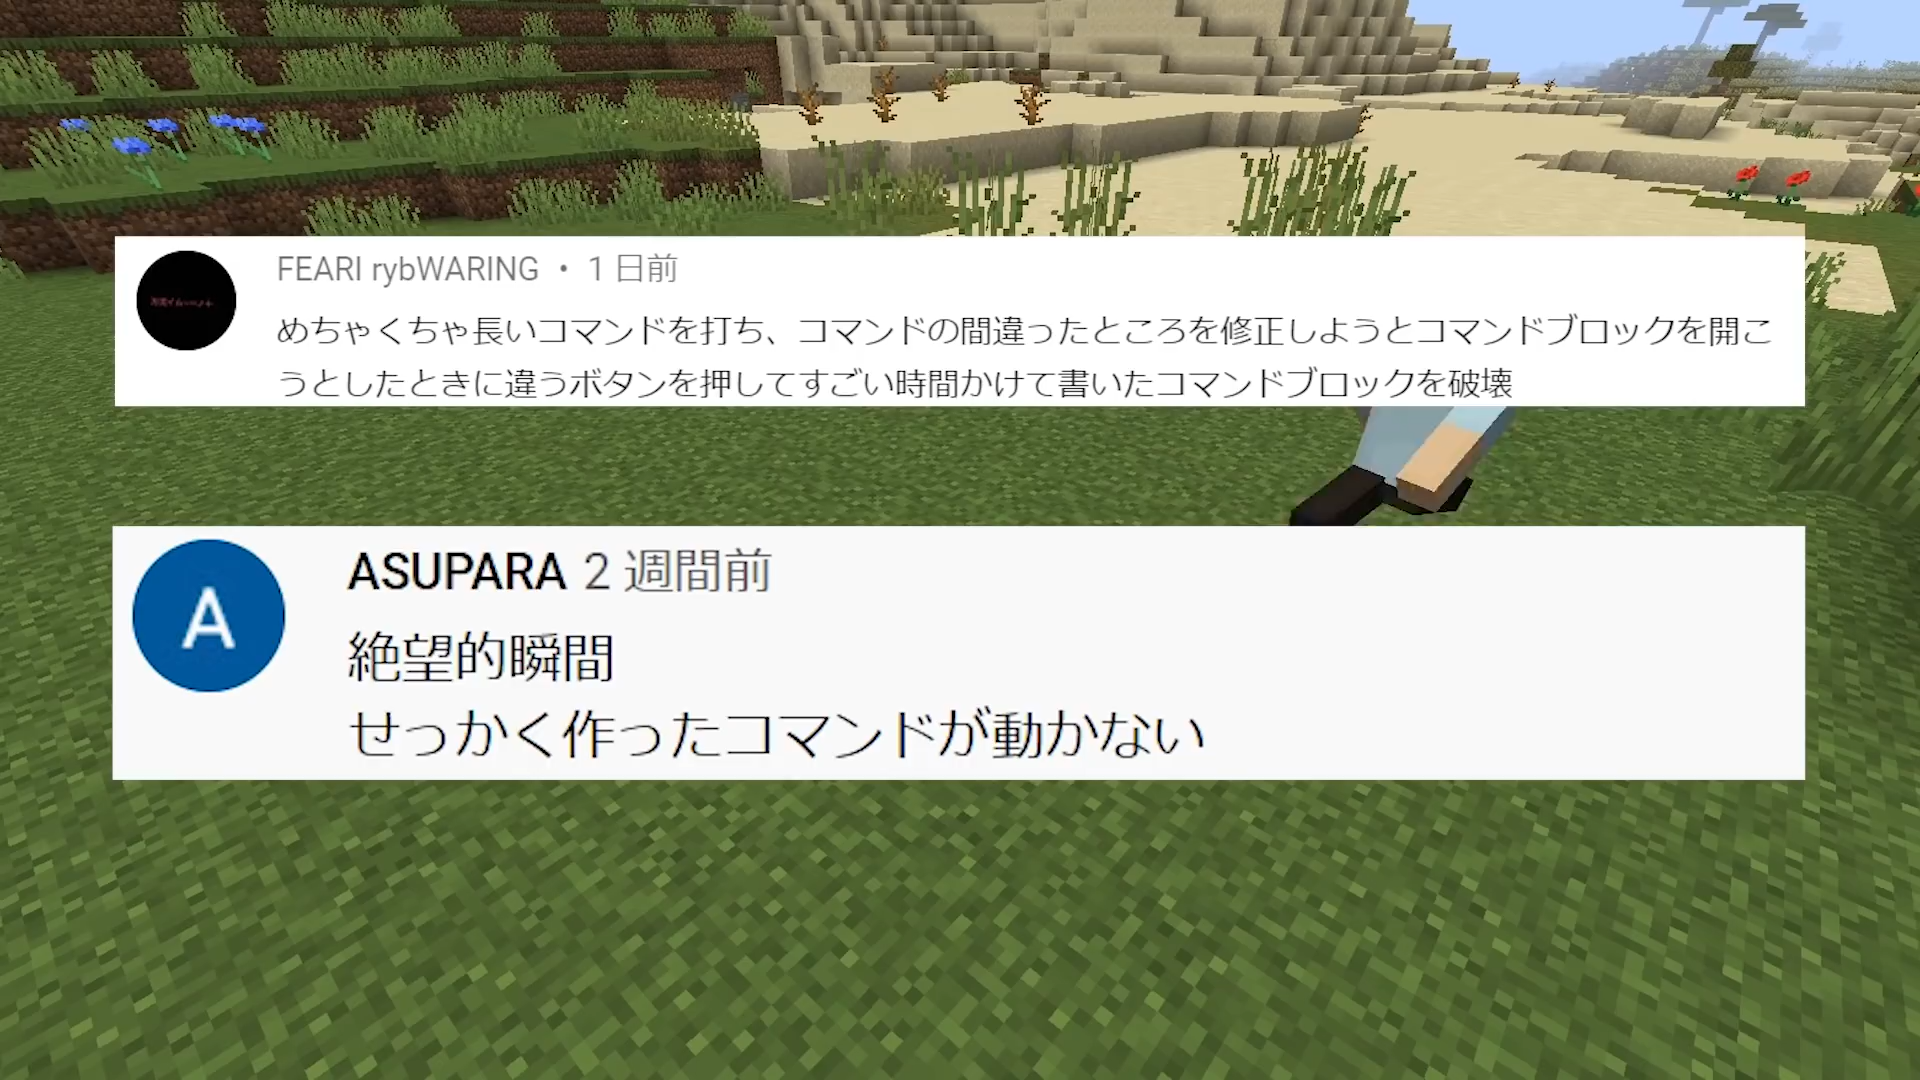 FEARI rybWARING ・ 1 日前
めちゃくちゃ長いコマンドを打ち、コマンドの間違ったところを修正しようとコマンドブロックを開こ
うとしたときに違うボタンを押してすごい時間かけて書いたコマンドブロックを破壊
A
ASUPARA 2 週間前
絶望的瞬間
せっかく作ったコマンドが動かない